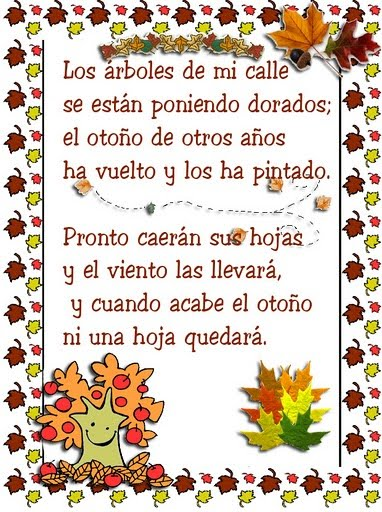 Los árboles de mi calle
se están poniendo dorados;
el otoño de otros años
ha vuelto y los ha pintado.
Pronto caerán sus hojas
y el viento las llevará,
y cuando acabe el otoño
ni una hoja quedará.